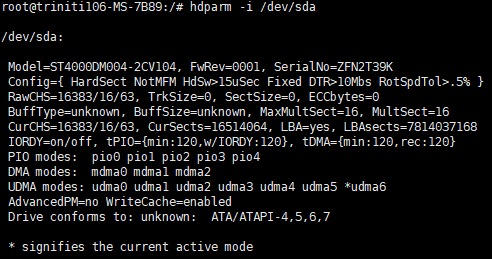 root@triniti106-MS-7B89:/# hdparm -i /dev/sda
/dev/sda:
Model=ST4000DM004-2CV104, FwRev=0001, SerialNo=ZFN2T39K
Config={ HardSect NotMFM HdSw>15uSec Fixed DTR>10Mbs RotSpdTol>.5% }
RawCHS=16383/16/63, TrkSize=0, SectSize=0, ECCbytes=0
BuffType=unknown, BuffSize=unknown, MaxMultSect=16, MultSect=16
CurCHS=16383/16/63, CurSects=16514064, LBA=yes, LBAsects=7814037168
IORDY=on/off, tPIO={min:120,w/IORDY:120}, tDMA={min:120,rec:120}
PIO modes:  pio0 pio1 pio2 pio3 pio4
DMA modes:  mdma0 mdma1 mdma2
UDMA modes: udma0 udma1 udma2 udma3 udma4 udma5 *udma6
AdvancedPM=no WriteCache=enabled
Drive conforms to: unknown:  ATA/ATAPI-4,5,6,7
* signifies the current active mode